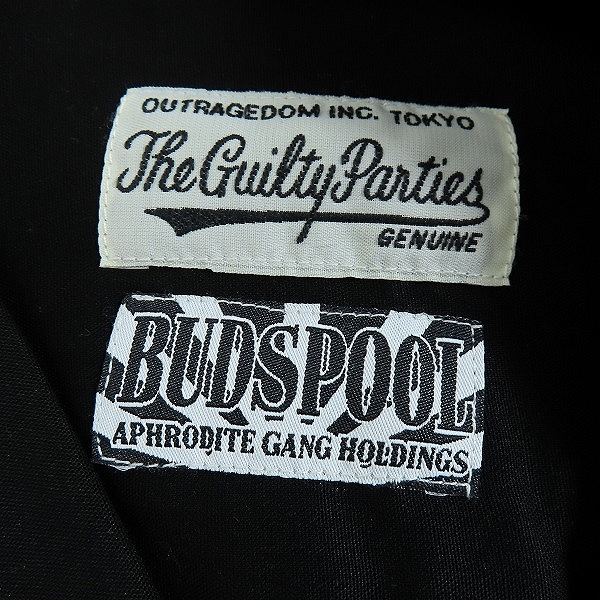 OUTRAGEDOM INC. TOKYO
The Guilty Parties
GENUINE
BUDSPOOL
APHRODITE GANG HOLDINGS